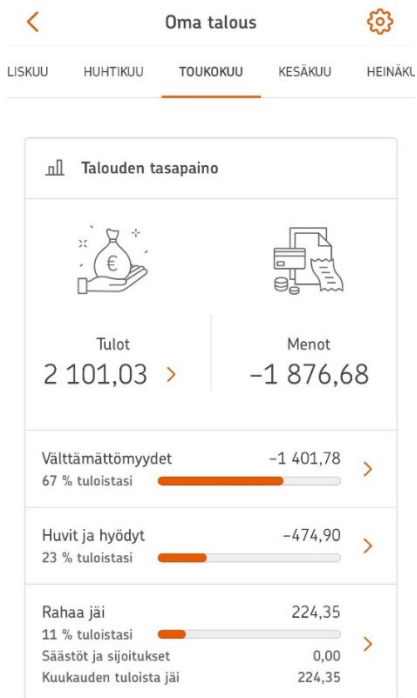 Oma talous
LISKUU HUHTIKUU TOUKOKUU KESÄKUU HEINÄKU
Talouden tasapaino
€
Tulot Menot
2 101,03 −1 876,68
Välttämättömyydet −1 401,78
67 % tuloistasi
Huvit ja hyödyt −474,90
23 % tuloistasi
Rahaa jäi 224,35
11 % tuloistasi
Säästöt ja sijoitukset 0,00
Kuukauden tuloista jäi 224,35